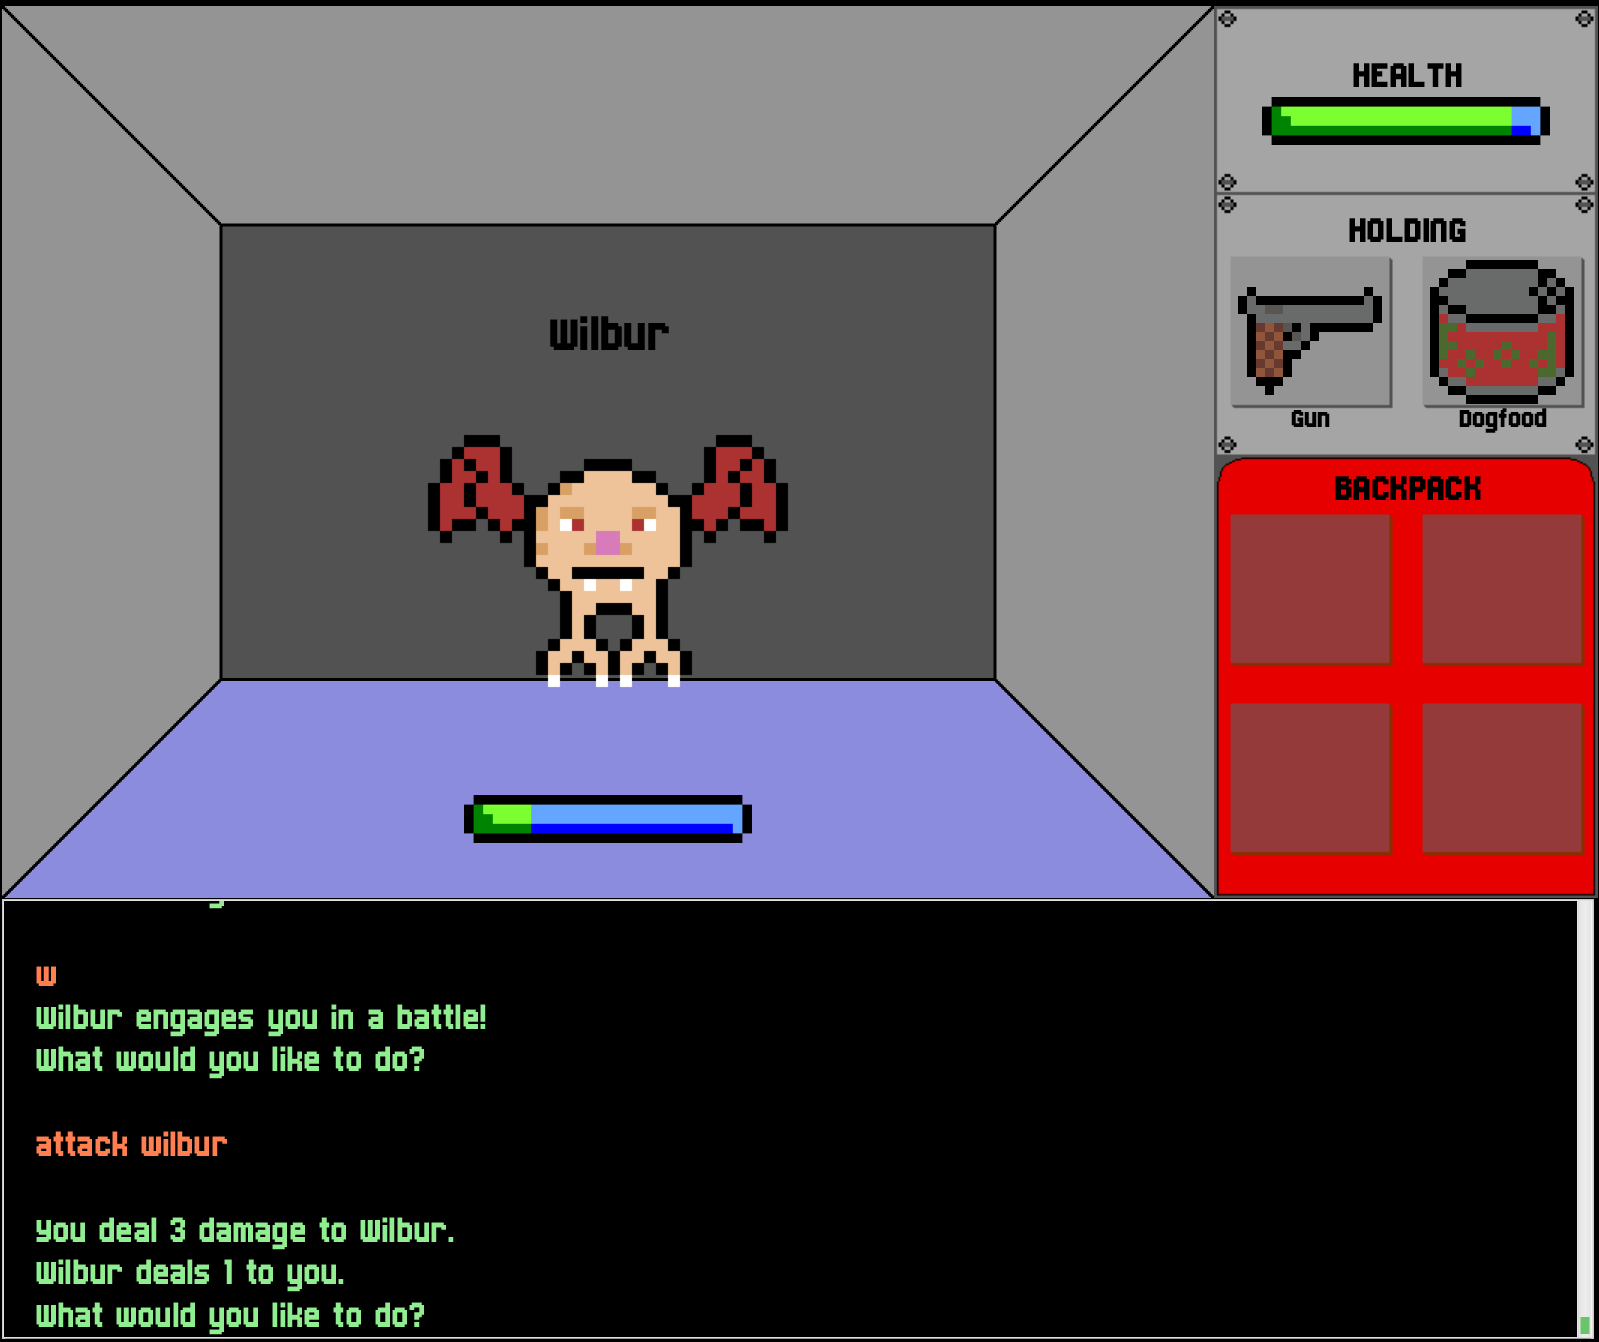 HEALTH
HOLDING
Wilbur
Gun
Dogfood
BACKPACK
w
Wilbur engages you in a battle!
What would you like to do?
attack wilbur
You deal 3 damage to Wilbur.
Wilbur deals 1 to you.
What would you like to do?